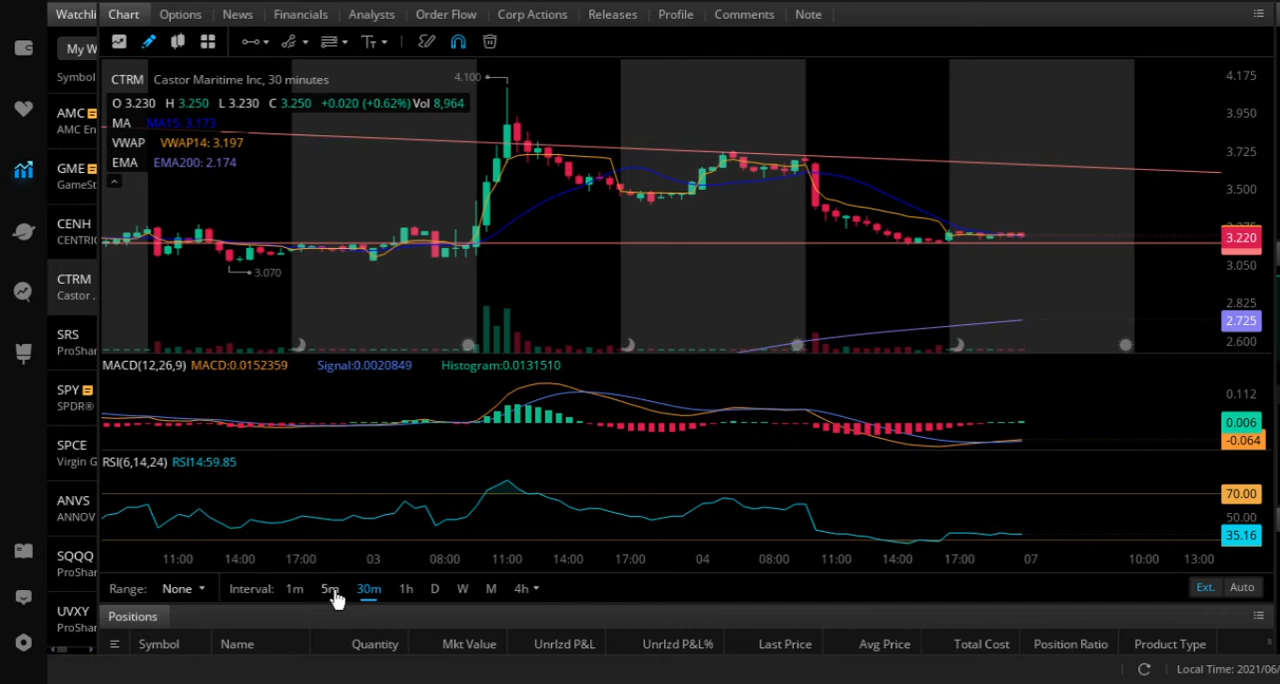 Watchli Chart Options News Financials Analysts Order Flow Corp Actions Releases Profile Comments Note
My W
Symbol
AMC
AMC En
GME
GameSt
CENH
CENTRIC
CTRM
Castor .
SRS
ProShar
SPY
SPDR®
SPCE
Virgin G
ANVS
ANNOV
SQQQ
ProShar
UVXY
ProShar
CTRM Castor Maritime Inc, 30 minutes
O 3.230 H 3.250 L 3.230 C 3.250 +0.020 (+0.62%) Vol 8,964
MA MA15: 3.173
VWAP VWAP14: 3.197
EMA EMA200: 2.174
4.100
3.070
4.175
3.950
3.725
3.500
3.220
3.050
2.825
2.725
2.600
MACD(12,26,9) MACD:0.0152359 Signal:0.0020849 Histogram:0.0131510
0.112
0.006
-0.064
RSI(6,14,24) RSI14:59.85
70.00
50.00
35.16
11:00 14:00 17:00 03 08:00 11:00 14:00 17:00 04 08:00 11:00 14:00 17:00 07 10:00 13:00
Range: None Interval: 1m 5m 30m 1h D W M 4h Ext. Auto
Positions
Symbol Name Quantity Mkt Value Unrlzd P&L Unrlzd P&L% Last Price Avg Price Total Cost Position Ratio Product Type
Local Time: 2021/06/